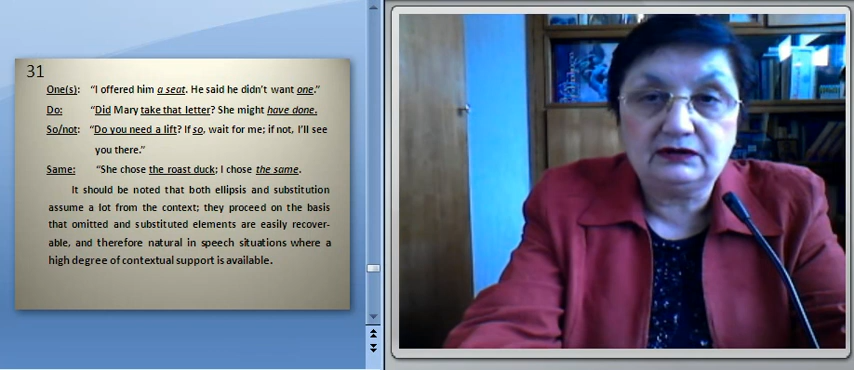 31
One(s): “I offered him a seat. He said he didn’t want one.”
Do: “Did Mary take that letter? She might have done.
So/not: “Do you need a lift? If so, wait for me; if not, I’ll see
you there.”
Same: “She chose the roast duck; I chose the same.
It should be noted that both ellipsis and substitution
assume a lot from the context; they proceed on the basis
that omitted and substituted elements are easily recover-
able, and therefore natural in speech situations where a
high degree of contextual support is available.